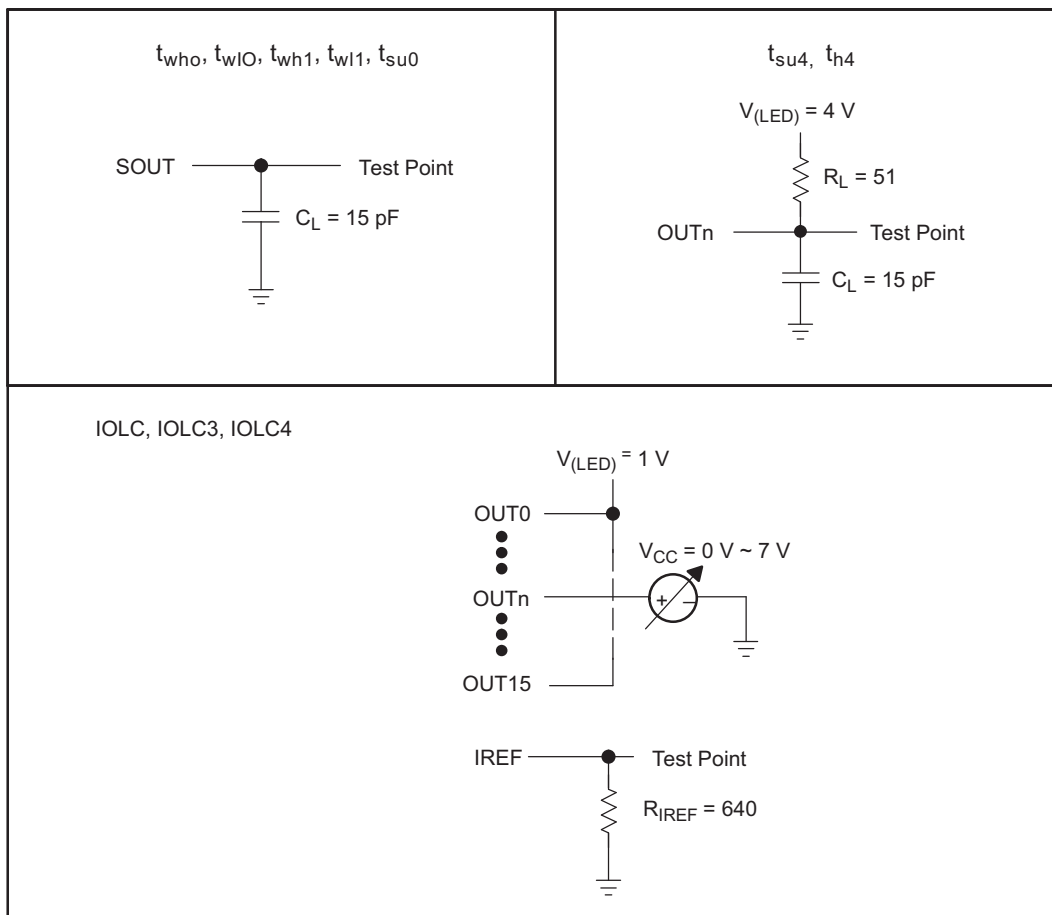 t_who, t_wlO, t_wh1, t_wl1, t_su0
SOUT
Test Point
C_L = 15 pF
t_su4, t_h4
V_(LED) = 4 V
R_L = 51
OUTn
Test Point
C_L = 15 pF
IOLC, IOLC3, IOLC4
V_(LED) = 1 V
OUT0
V_CC = 0 V ~ 7 V
OUTn
+ −
OUT15
IREF
Test Point
R_IREF = 640